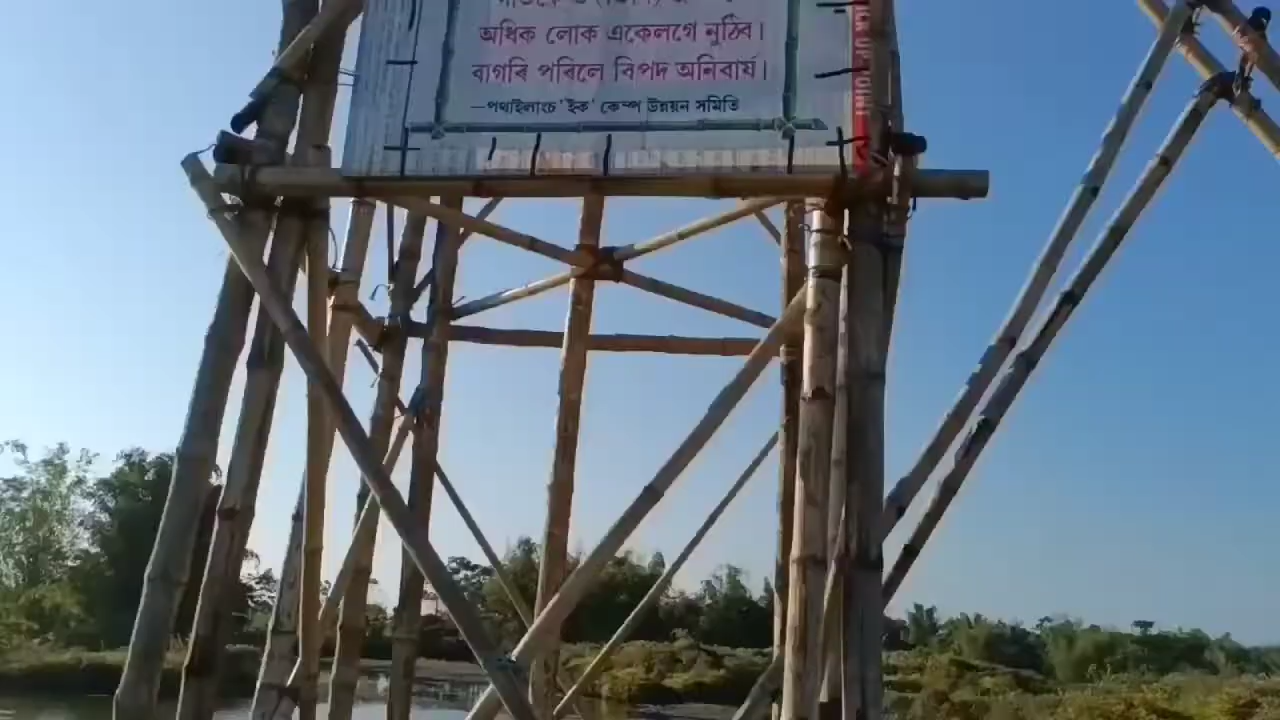 অধিক লোক একেলগে নুঠিব।
বাগৰি পৰিলে বিপদ অনিবাৰ্য।
—পথাইলাংচ 'ইক' কেম্প উন্নয়ন সমিতি